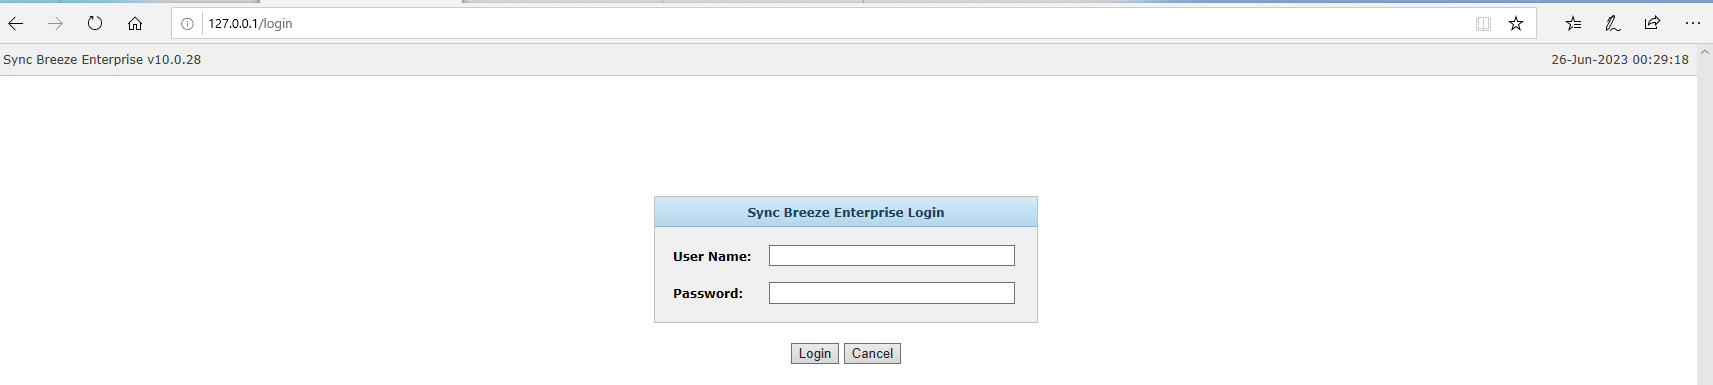 127.0.0.1/login
Sync Breeze Enterprise v10.0.28
26-Jun-2023 00:29:18
Sync Breeze Enterprise Login
User Name:
Password:
Login Cancel